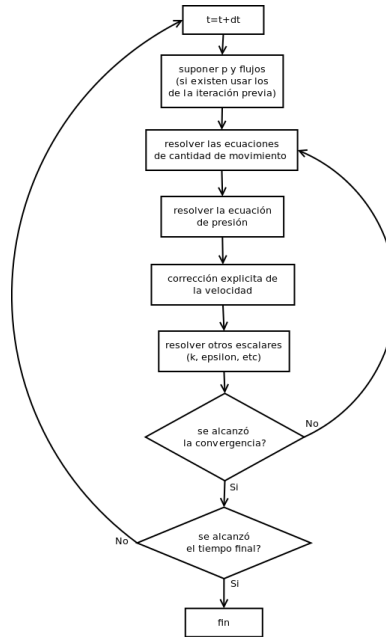 t=t+dt
suponer p y flujos
(si existen usar los
de la iteración previa)
resolver las ecuaciones
de cantidad de movimiento
resolver la ecuación
de presión
corrección explicita de
la velocidad
resolver otros escalares
(k, epsilon, etc)
se alcanzó
la convergencia?
No
Si
se alcanzó
el tiempo final?
No
Si
fin